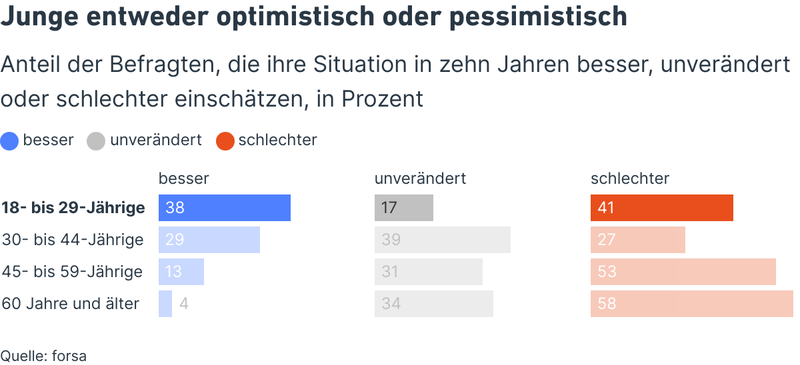 Junge entweder optimistisch oder pessimistisch
Anteil der Befragten, die ihre Situation in zehn Jahren besser, unverändert
oder schlechter einschätzen, in Prozent
besser unverändert schlechter
besser unverändert schlechter
18- bis 29-Jährige 38 17 41
30- bis 44-Jährige 29 39 27
45- bis 59-Jährige 13 31 53
60 Jahre und älter 4 34 58
Quelle: forsa